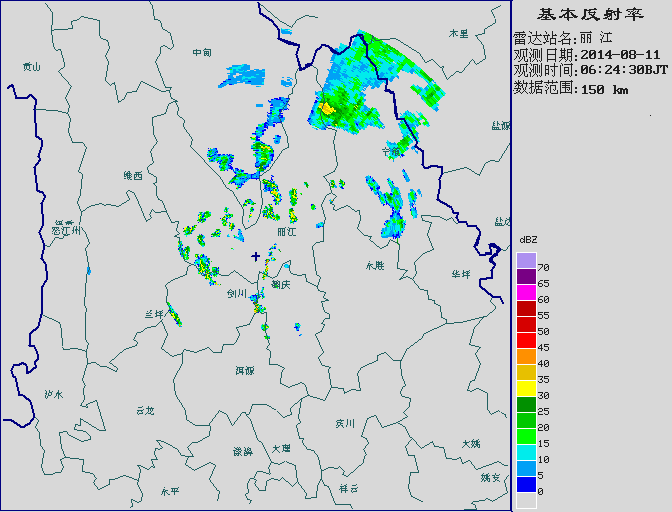 基本反射率
雷达站名:丽 江
观测日期:2014-08-11
观测时间:06:24:30BJT
数据范围:150 km
木里
中甸
贡山
盐源
宁蒗
维西
福贡
怒江州
丽江
盐边
永胜
华坪
鹤庆
剑川
兰坪
洱源
泸水
云龙
宾川
漾濞
大理
大姚
姚安
永平
祥云
dBZ
70
65
60
55
50
45
40
35
30
25
20
15
10
5
0